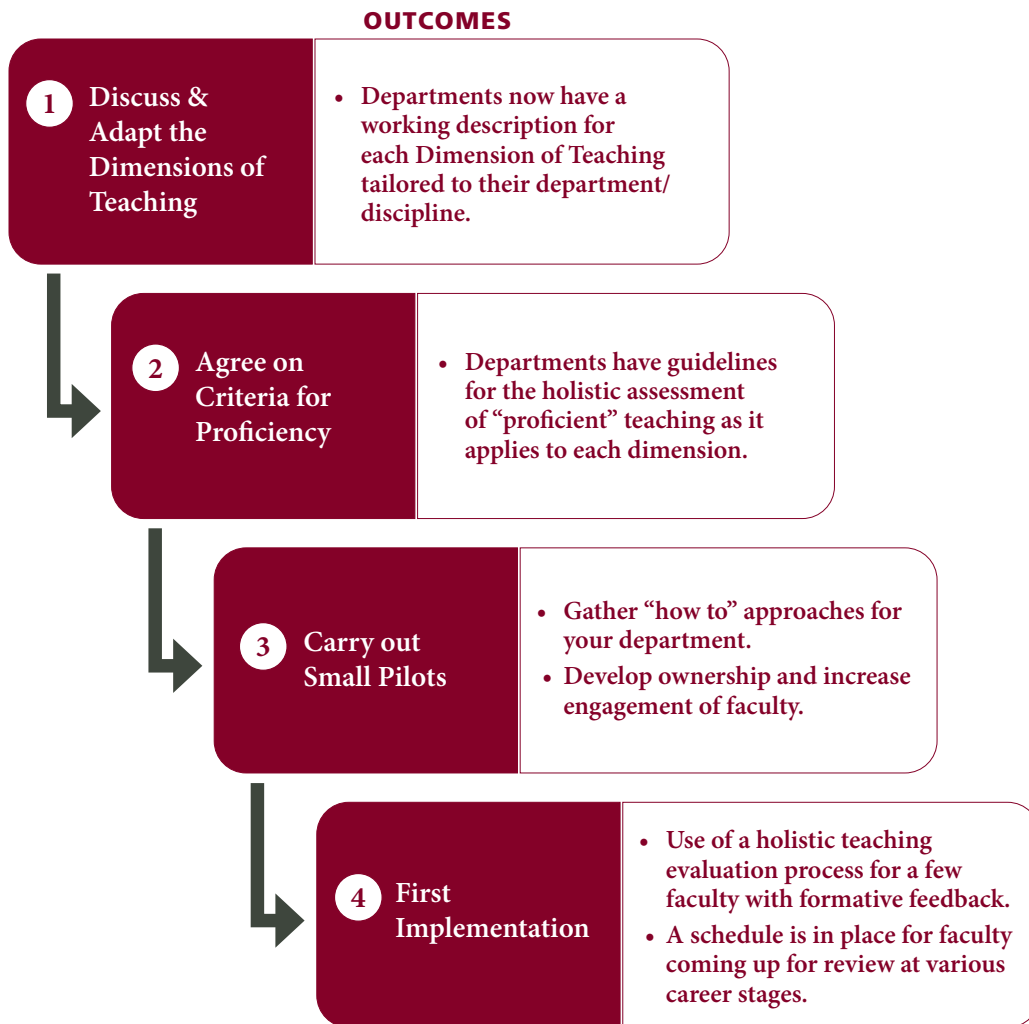 OUTCOMES
1
Discuss &
Adapt the
Dimensions of
Teaching
• Departments now have a
working description for
each Dimension of Teaching
tailored to their department/
discipline.
2
Agree on
Criteria for
Proficiency
• Departments have guidelines
for the holistic assessment
of “proficient” teaching as it
applies to each dimension.
3
Carry out
Small Pilots
• Gather “how to” approaches for
your department.
• Develop ownership and increase
engagement of faculty.
4
First
Implementation
• Use of a holistic teaching
evaluation process for a few
faculty with formative feedback.
• A schedule is in place for faculty
coming up for review at various
career stages.